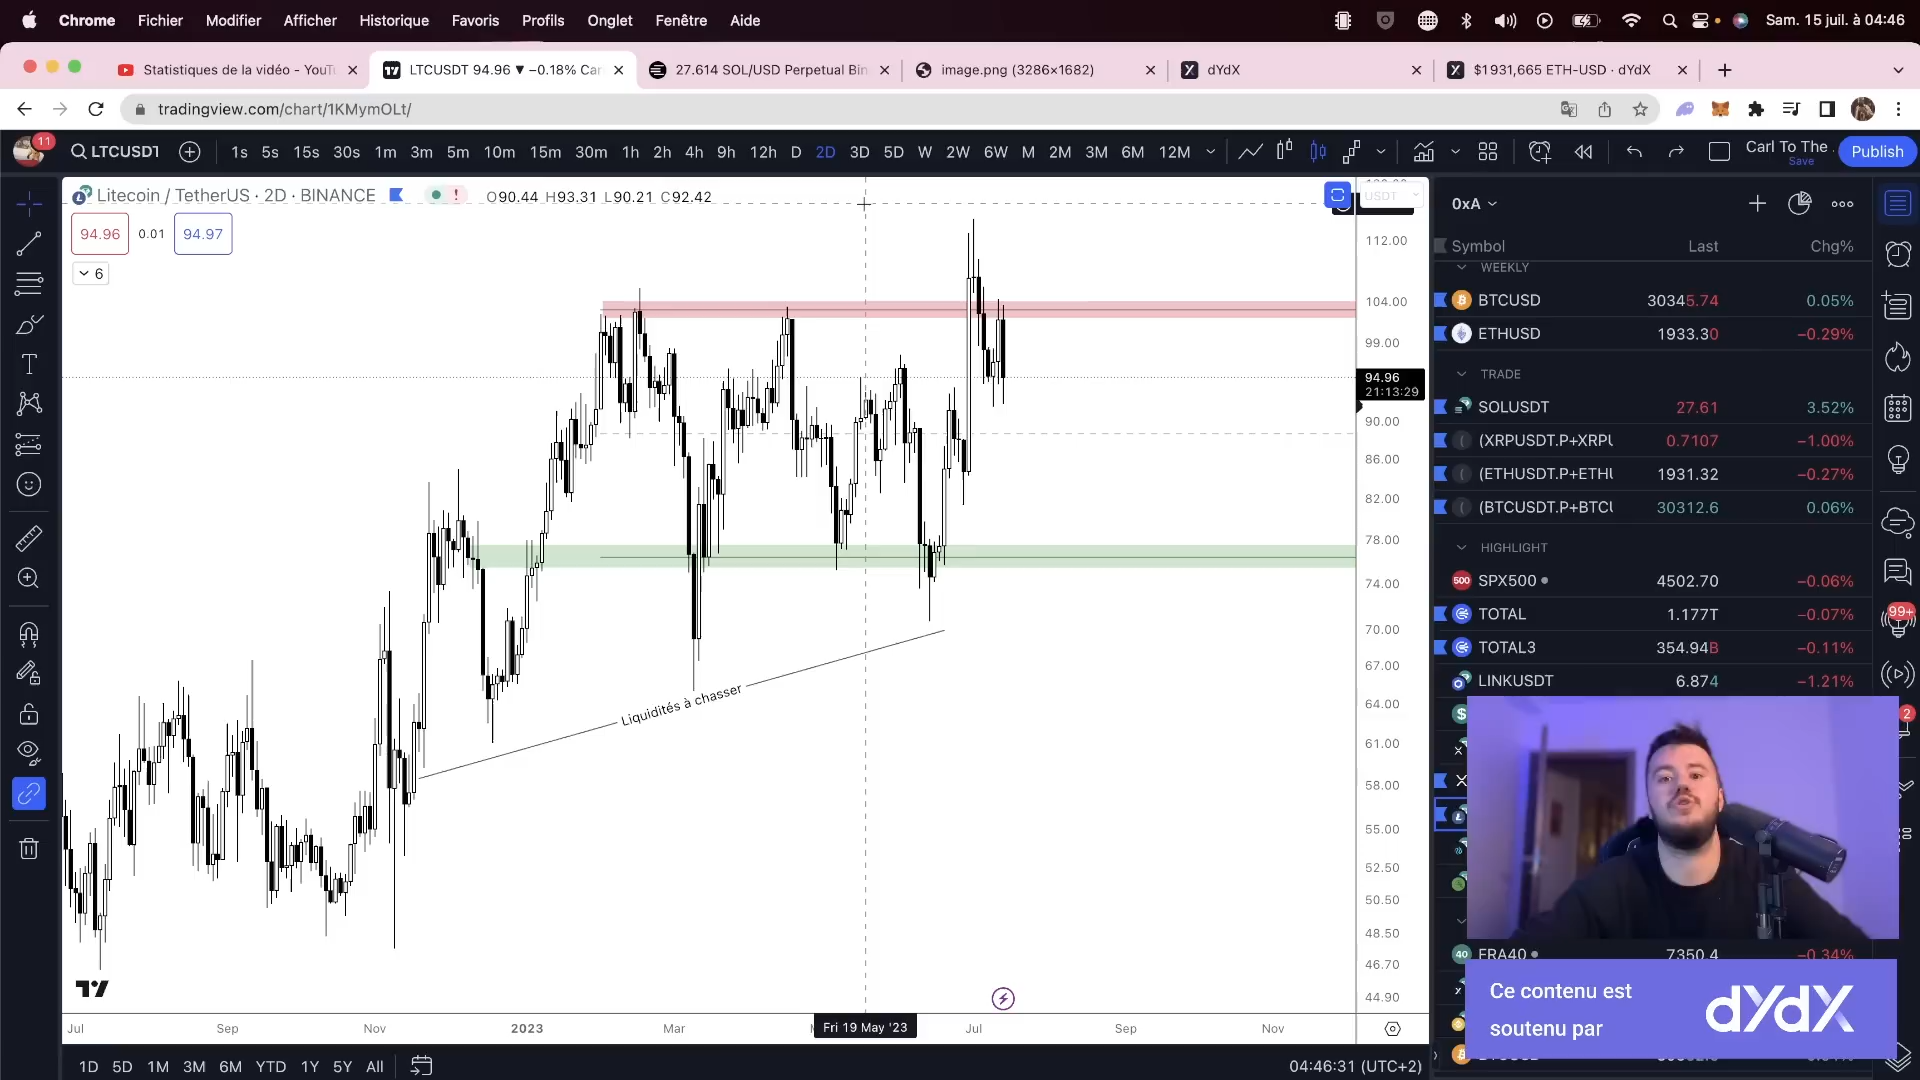 Chrome Fichier Modifier Afficher Historique Favoris Profils Onglet Fenêtre Aide Sam. 15 juil. à 04:46
Statistiques de la vidéo - YouTu LTCUSDT 94.96 ▼ −0.18% Car 27.614 SOL/USD Perpetual Bin image.png (3286×1682) dYdX $1 931,665 ETH-USD · dYdX
tradingview.com/chart/1KMymOLt/
11 LTCUSDT 1s 5s 15s 30s 1m 3m 5m 10m 15m 30m 1h 2h 4h 9h 12h D 2D 3D 5D W 2W 6W M 2M 3M 6M 12M Carl To The Save Publish
Litecoin / TetherUS · 2D · BINANCE O90.44 H93.31 L90.21 C92.42
USDT
94.96 0.01 94.97
6
112.00
104.00
99.00
94.96
21:13:29
90.00
86.00
82.00
78.00
74.00
70.00
67.00
64.00
61.00
58.00
55.00
52.50
50.50
48.50
46.70
44.90
Liquidités à chasser
Jul Sep Nov 2023 Mar Fri 19 May '23 Jul Sep Nov
1D 5D 1M 3M 6M YTD 1Y 5Y All 04:46:31 (UTC+2)
0xA
Symbol Last Chg%
WEEKLY
BTCUSD 30345.74 0.05%
ETHUSD 1933.30 −0.29%
TRADE
SOLUSDT 27.61 3.52%
(XRPUSDT.P+XRPU 0.7107 −1.00%
(ETHUSDT.P+ETHU 1931.32 −0.27%
(BTCUSDT.P+BTCU 30312.6 0.06%
HIGHLIGHT
SPX500 4502.70 −0.06%
TOTAL 1.177T −0.07%
TOTAL3 354.94B −0.11%
LINKUSDT 6.874 −1.21%
99+
2
FRA40 7350.4 −0.34%
Ce contenu est
soutenu par
dYdX